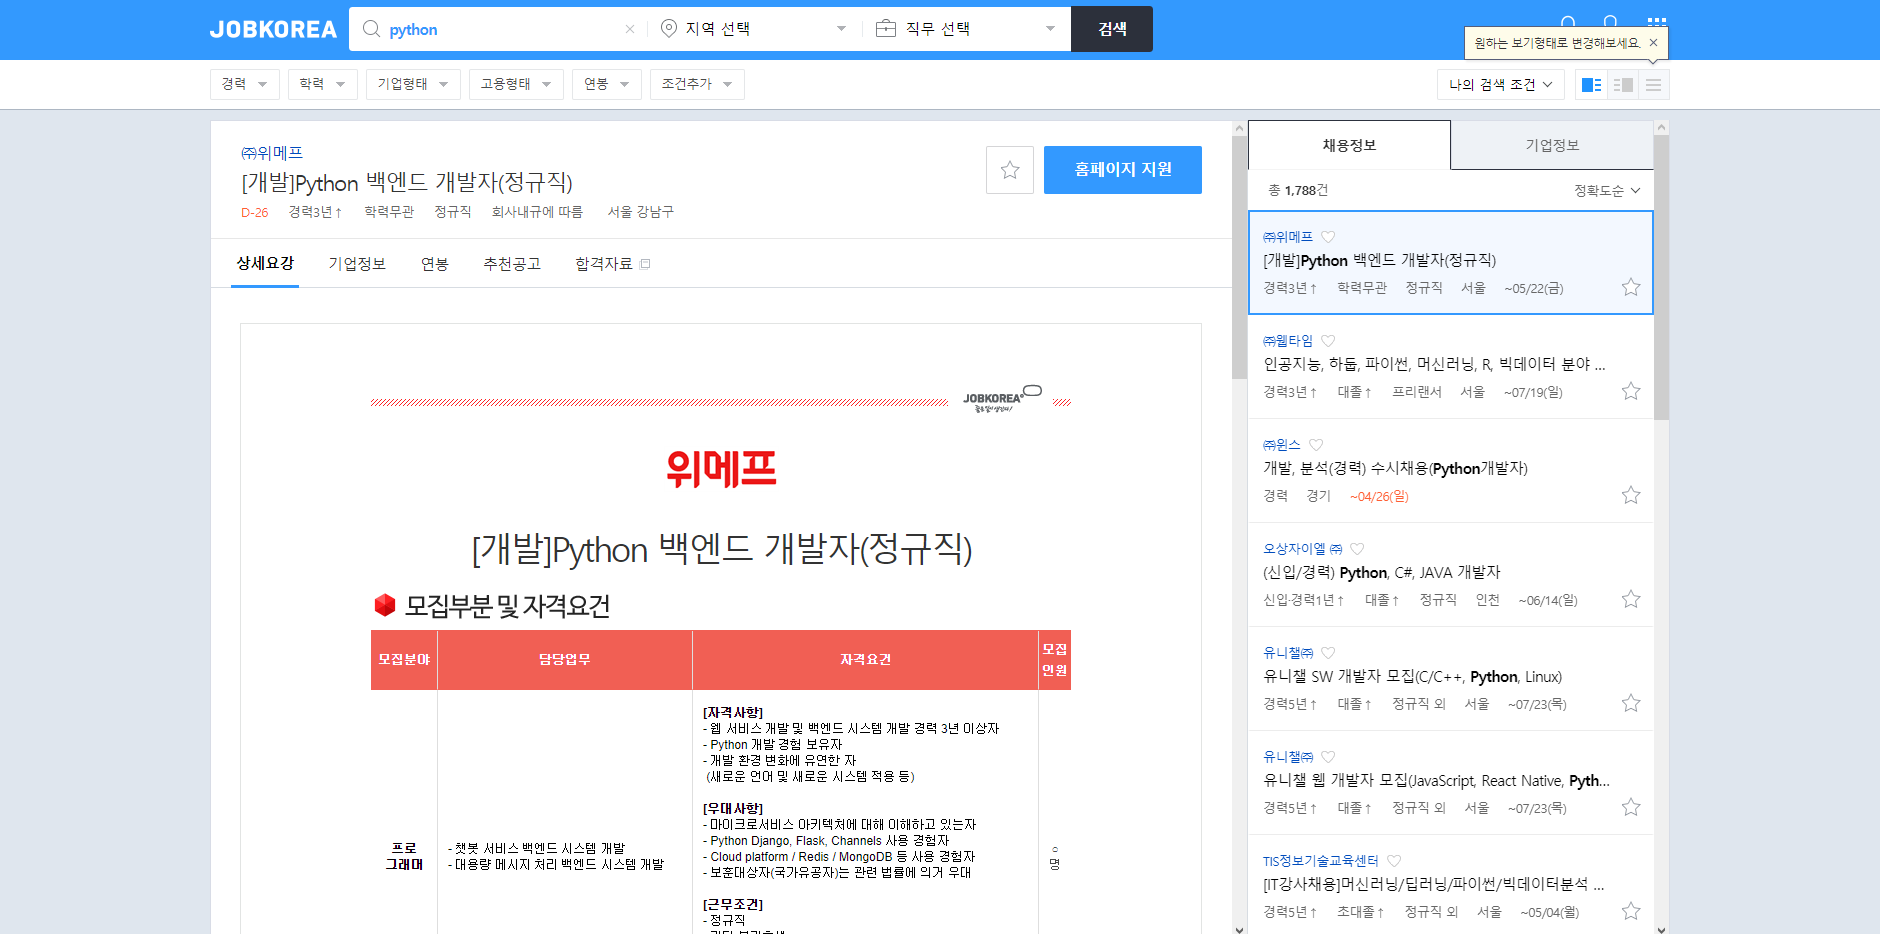 JOBKOREA
python
지역 선택
직무 선택
검색
원하는 보기형태로 변경해보세요.
경력
학력
기업형태
고용형태
연봉
조건추가
나의 검색 조건
㈜위메프
[개발]Python 백엔드 개발자(정규직)
D-26 경력3년↑ 학력무관 정규직 회사내규에 따름 서울 강남구
홈페이지 지원
상세요강 기업정보 연봉 추천공고 합격자료
JOBKOREA
위메프
[개발]Python 백엔드 개발자(정규직)
모집부분 및 자격요건
모집분야 담당업무 자격요건 모집
인원
프로
그래머
- 챗봇 서비스 백엔드 시스템 개발
- 대용량 메시지 처리 백엔드 시스템 개발
[자격사항]
- 웹 서비스 개발 및 백엔드 시스템 개발 경력 3년 이상자
- Python 개발 경험 보유자
- 개발 환경 변화에 유연한 자
(새로운 언어 및 새로운 시스템 적용 등)
[우대사항]
- 마이크로서비스 아키텍처에 대해 이해하고 있는자
- Python Django, Flask, Channels 사용 경험자
- Cloud platform / Redis / MongoDB 등 사용 경험자
- 보훈대상자(국가유공자)는 관련 법률에 의거 우대
[근무조건]
- 정규직
○
명
채용정보
기업정보
총 1,788건
정확도순
㈜위메프
[개발]Python 백엔드 개발자(정규직)
경력3년↑ 학력무관 정규직 서울 ~05/22(금)
㈜웰타임
인공지능, 하둡, 파이썬, 머신러닝, R, 빅데이터 분야 ...
경력3년↑ 대졸↑ 프리랜서 서울 ~07/19(일)
㈜윈스
개발, 분석(경력) 수시채용(Python개발자)
경력 경기 ~04/26(일)
오상자이엘 ㈜
(신입/경력) Python, C#, JAVA 개발자
신입·경력1년↑ 대졸↑ 정규직 인천 ~06/14(일)
유니챌㈜
유니챌 SW 개발자 모집(C/C++, Python, Linux)
경력5년↑ 대졸↑ 정규직 외 서울 ~07/23(목)
유니챌㈜
유니챌 웹 개발자 모집(JavaScript, React Native, Pyth...
경력5년↑ 대졸↑ 정규직 외 서울 ~07/23(목)
TIS정보기술교육센터
[IT강사채용]머신러닝/딥러닝/파이썬/빅데이터분석 ...
경력5년↑ 초대졸↑ 정규직 외 서울 ~05/04(월)